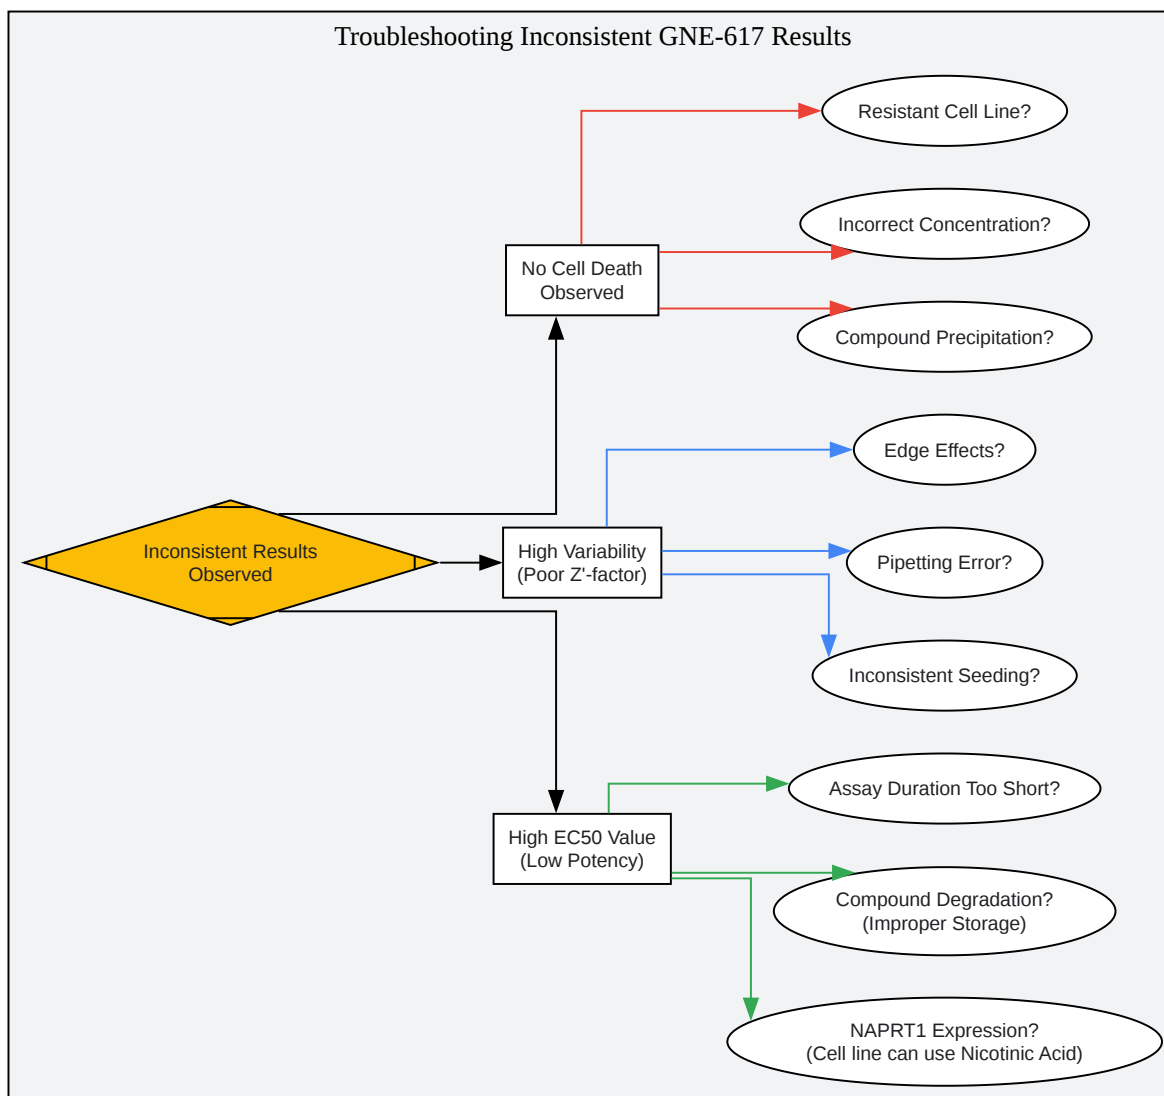 Troubleshooting Inconsistent GNE-617 Results
Resistant Cell Line?
Incorrect Concentration?
No Cell Death
Observed
Compound Precipitation?
Edge Effects?
Inconsistent Results
Observed
High Variability
(Poor Z'-factor)
Pipetting Error?
Inconsistent Seeding?
Assay Duration Too Short?
High EC50 Value
(Low Potency)
Compound Degradation?
(Improper Storage)
NAPRT1 Expression?
(Cell line can use Nicotinic Acid)